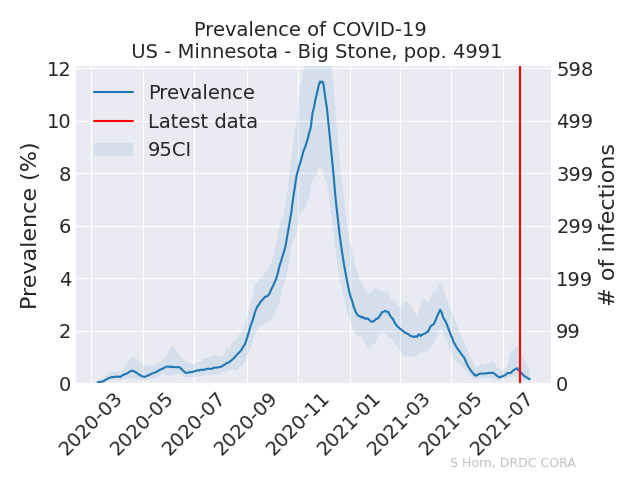 Prevalence of COVID-19
US - Minnesota - Big Stone, pop. 4991
Prevalence
Latest data
95CI
Prevalence (%)
12
10
8
6
4
2
0
# of infections
598
499
399
299
199
99
0
2020-03
2020-05
2020-07
2020-09
2020-11
2021-01
2021-03
2021-05
2021-07
S Horn, DRDC CORA